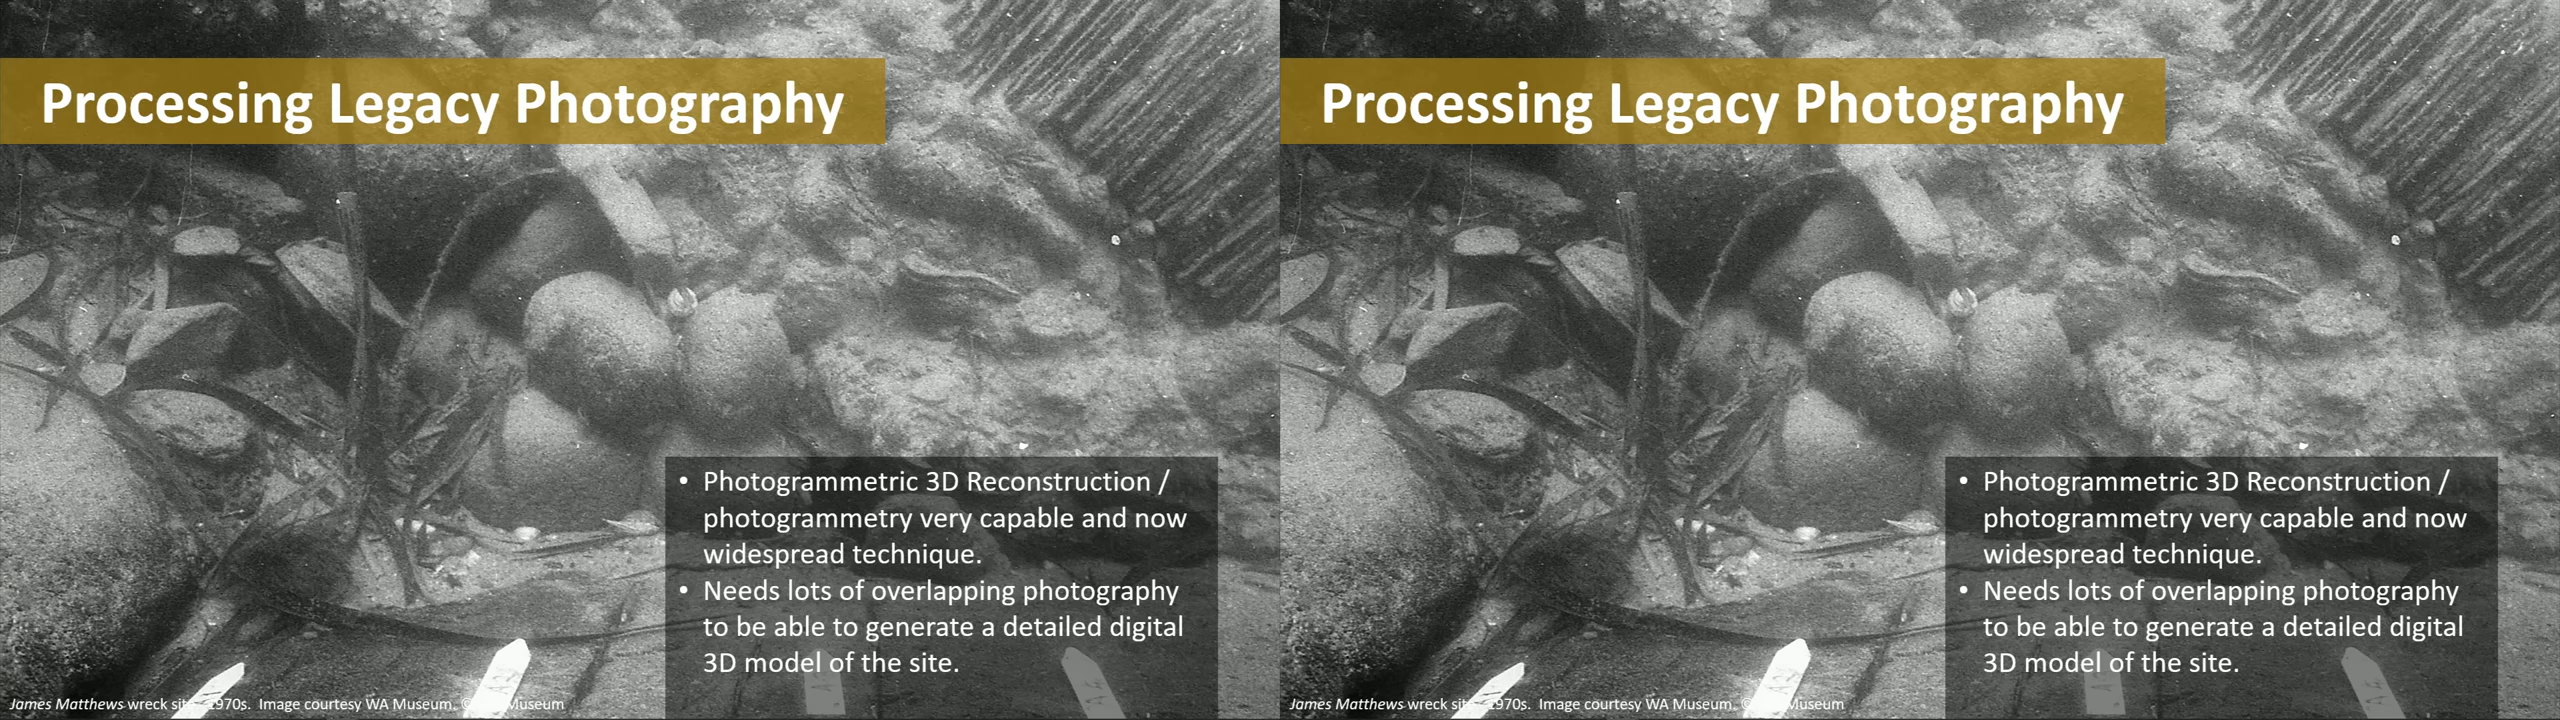 Processing Legacy Photography
• Photogrammetric 3D Reconstruction /
photogrammetry very capable and now
widespread technique.
• Needs lots of overlapping photography
to be able to generate a detailed digital
3D model of the site.
James Matthews wreck site, 1970s. Image courtesy WA Museum. © Museum
Processing Legacy Photography
• Photogrammetric 3D Reconstruction /
photogrammetry very capable and now
widespread technique.
• Needs lots of overlapping photography
to be able to generate a detailed digital
3D model of the site.
James Matthews wreck site, 1970s. Image courtesy WA Museum. © Museum